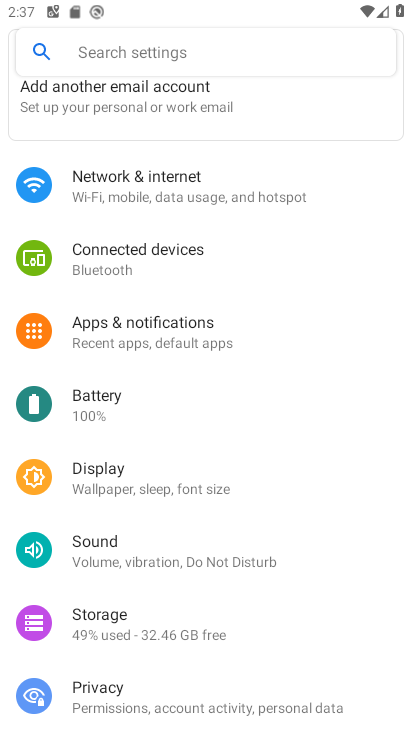 2:37
Search settings
Add another email account
Set up your personal or work email
Network & internet
Wi-Fi, mobile, data usage, and hotspot
Connected devices
Bluetooth
Apps & notifications
Recent apps, default apps
Battery
100%
Display
Wallpaper, sleep, font size
Sound
Volume, vibration, Do Not Disturb
Storage
49% used - 32.46 GB free
Privacy
Permissions, account activity, personal data